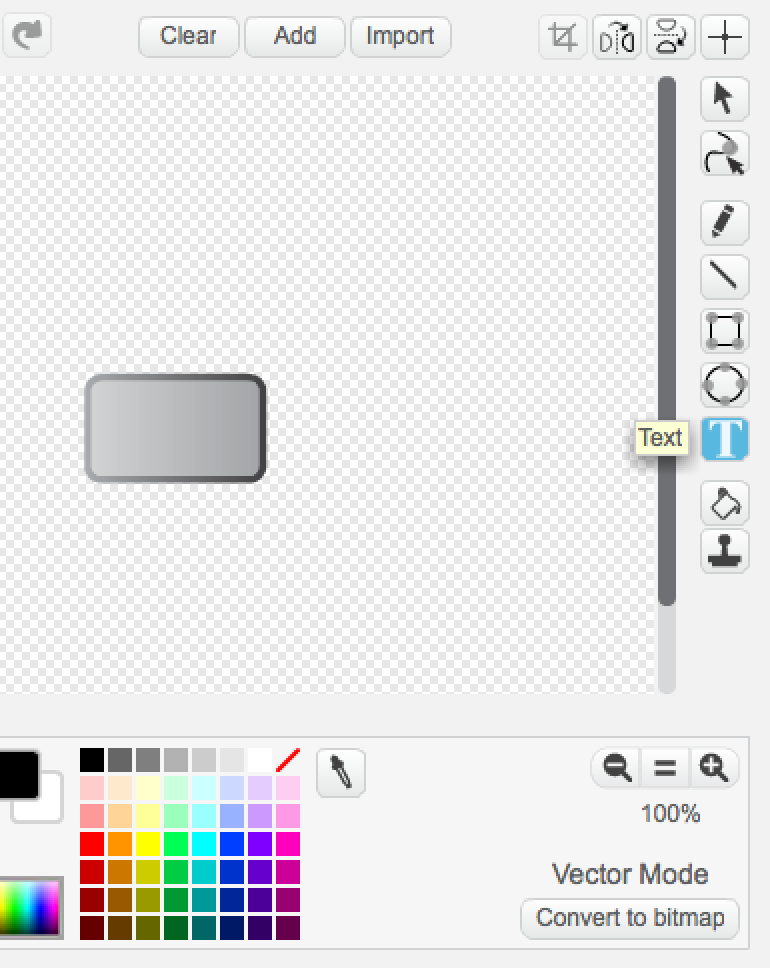 Clear Add Import
Text
T
100%
Vector Mode
Convert to bitmap